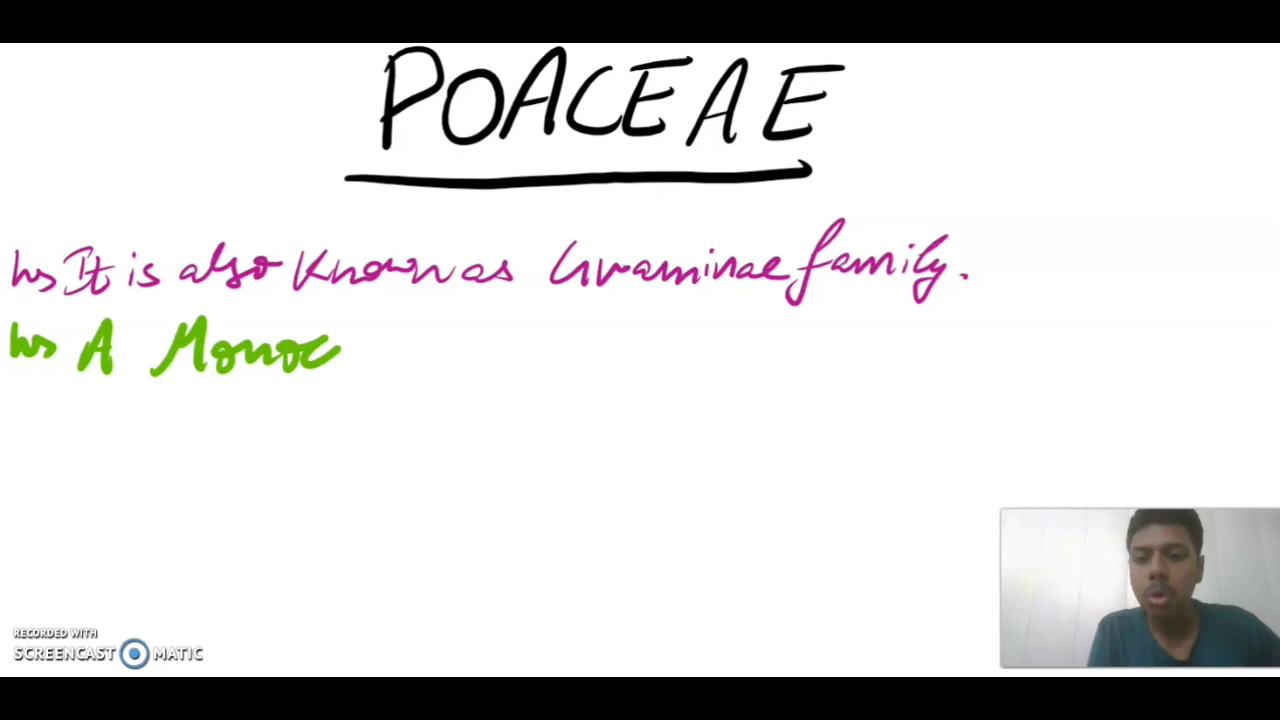 POACEAE
↳ It is also known as Graminae family.
↳ A Monoc
RECORDED WITH
SCREENCAST MATIC